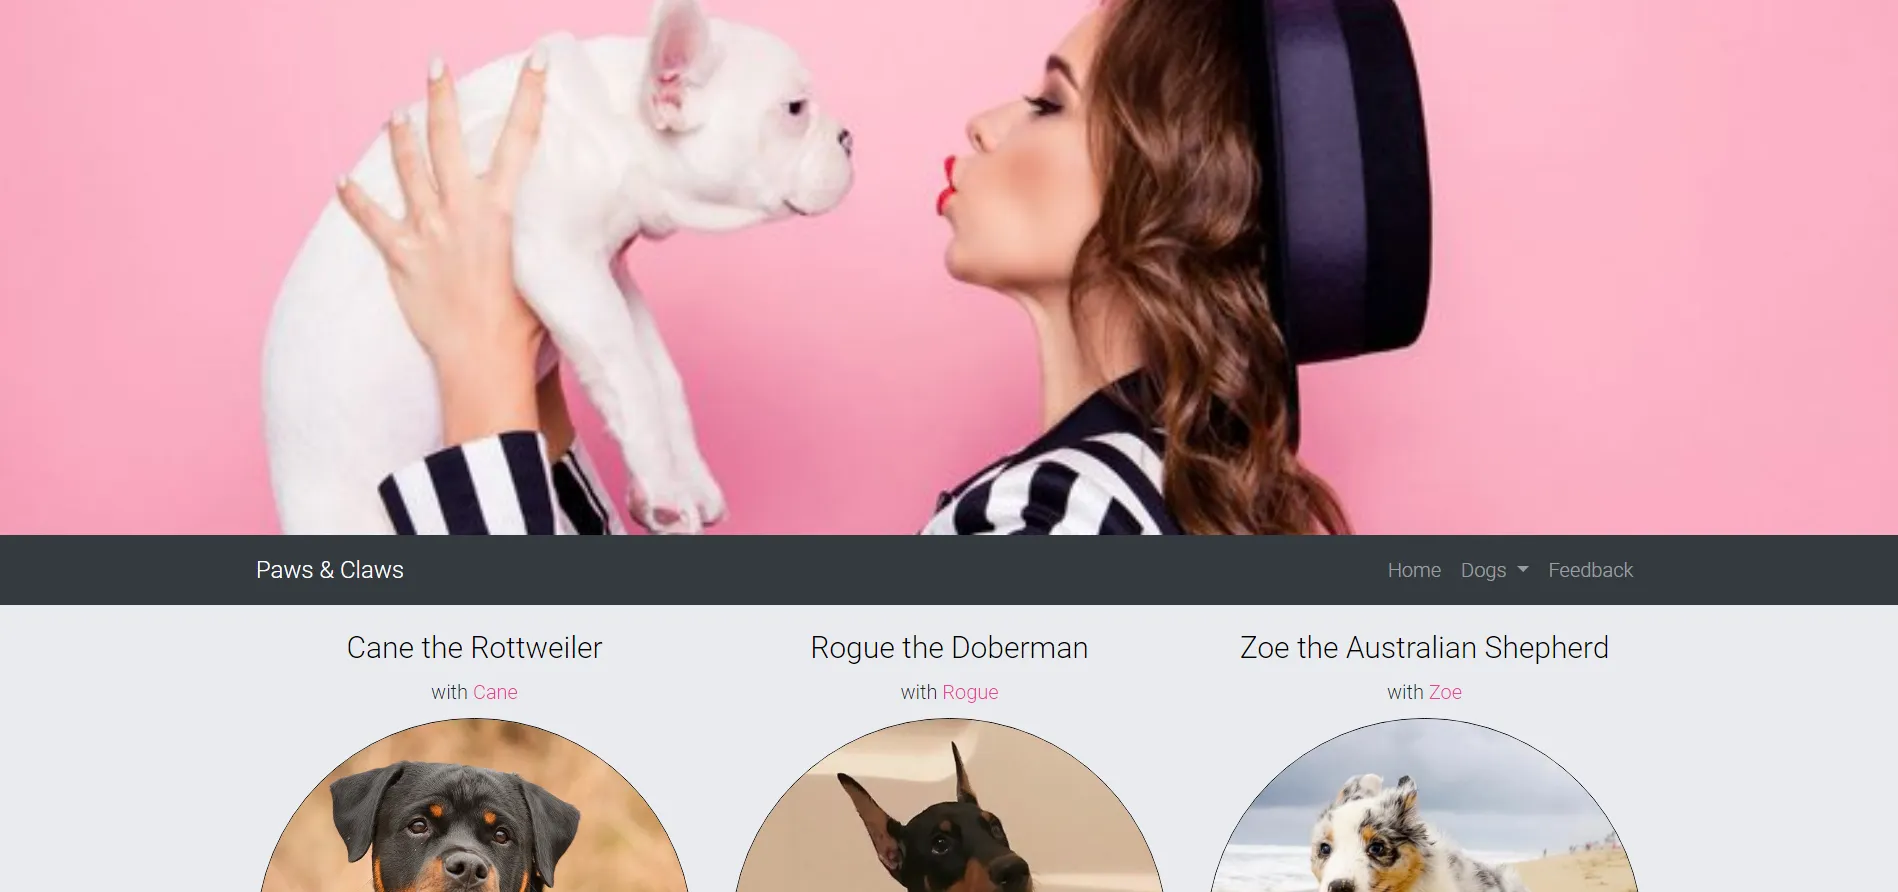 Paws & Claws
Home Dogs Feedback
Cane the Rottweiler
with Cane
Rogue the Doberman
with Rogue
Zoe the Australian Shepherd
with Zoe